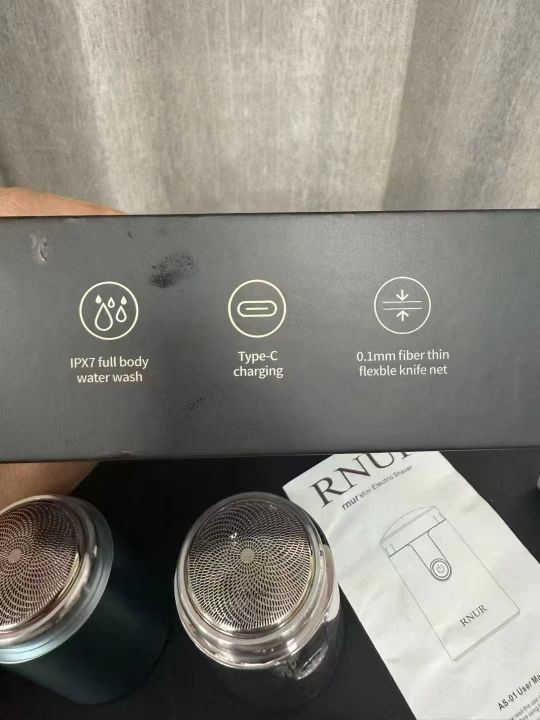 IPX7 full body
water wash
Type-C
charging
0.1mm fiber thin
flexble knife net
RNUR
rnur Mini Electric Shaver
RNUR
AS-01 User